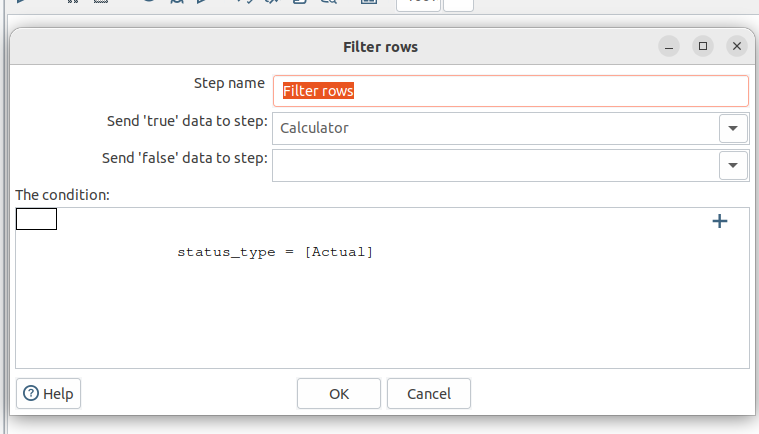 Filter rows
Step name
Filter rows
Send 'true' data to step:
Calculator
Send 'false' data to step:
The condition:
status_type = [Actual]
Help
OK
Cancel